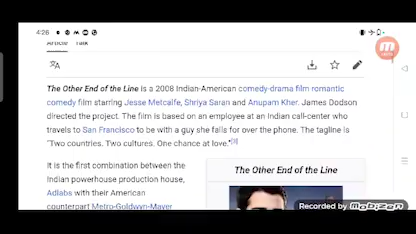 4:26
Article Talk
The Other End of the Line is a 2008 Indian-American comedy-drama film romantic
comedy film starring Jesse Metcalfe, Shriya Saran and Anupam Kher. James Dodson
directed the project. The film is based on an employee at an Indian call-center who
travels to San Francisco to be with a guy she falls for over the phone. The tagline is
"Two countries. Two cultures. One chance at love."[3]
It is the first combination between the
Indian powerhouse production house,
Adlabs with their American
counterpart Metro-Goldwyn-Mayer
The Other End of the Line
Recorded by Mobizen